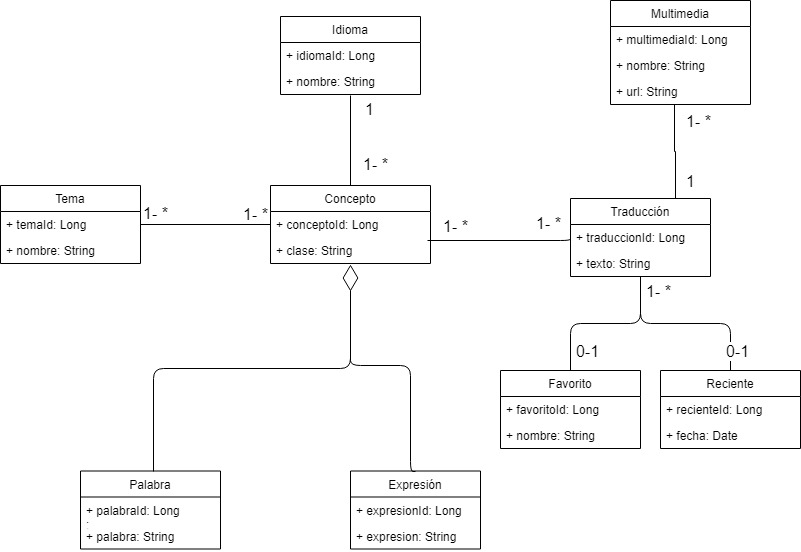 Idioma
+ idiomaId: Long
+ nombre: String
1
1- *
Multimedia
+ multimediaId: Long
+ nombre: String
+ url: String
1- *
1
Tema
+ temaId: Long
+ nombre: String
1- *
1- *
Concepto
+ conceptoId: Long
+ clase: String
1- *
1- *
Traducción
+ traduccionId: Long
+ texto: String
1- *
0-1
0-1
Favorito
+ favoritoId: Long
+ nombre: String
Reciente
+ recienteId: Long
+ fecha: Date
Palabra
+ palabraId: Long
+ palabra: String
Expresión
+ expresionId: Long
+ expresion: String